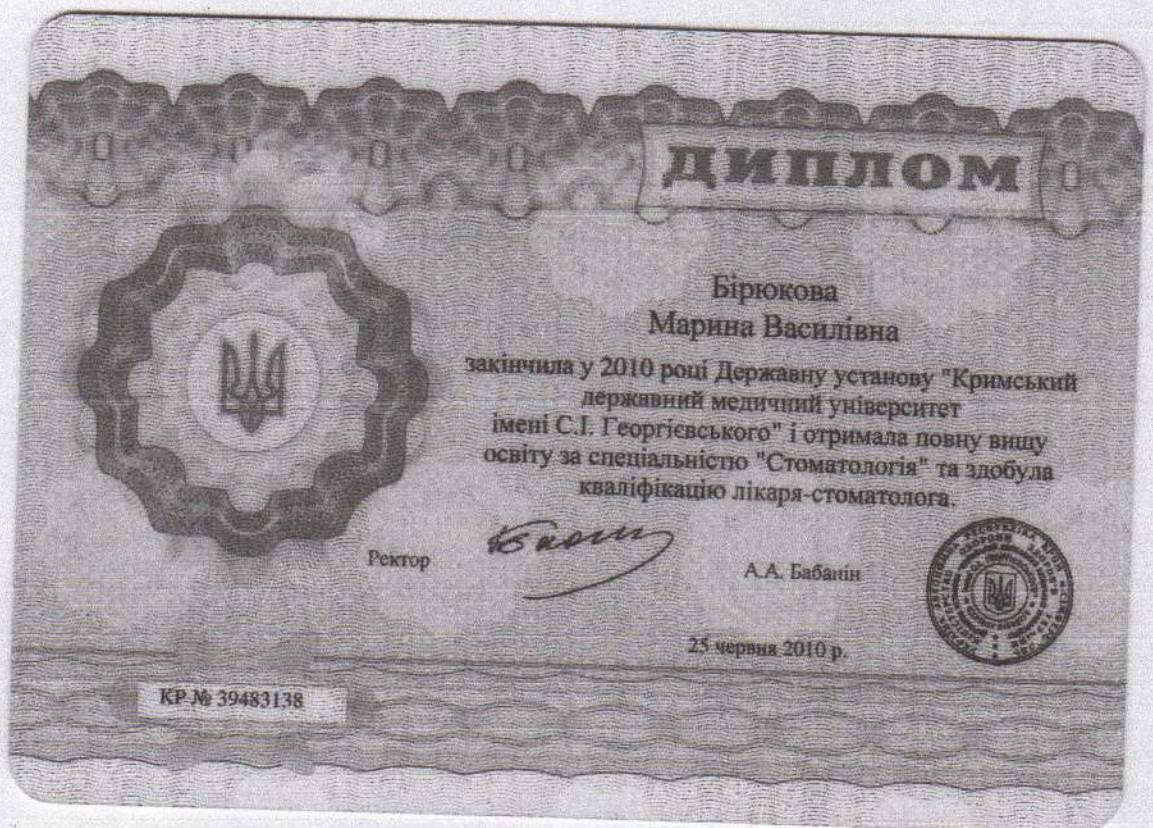 ДИПЛОМ
Бірюкова
Марина Василівна
закінчила у 2010 році Державну установу "Кримський
державний медичний університет
імені С.І. Георгієвського" і отримала повну вищу
освіту за спеціальністю "Стоматологія" та здобула
кваліфікацію лікаря-стоматолога.
Ректор
А.А. Бабанін
25 червня 2010 р.
КР № 39483138